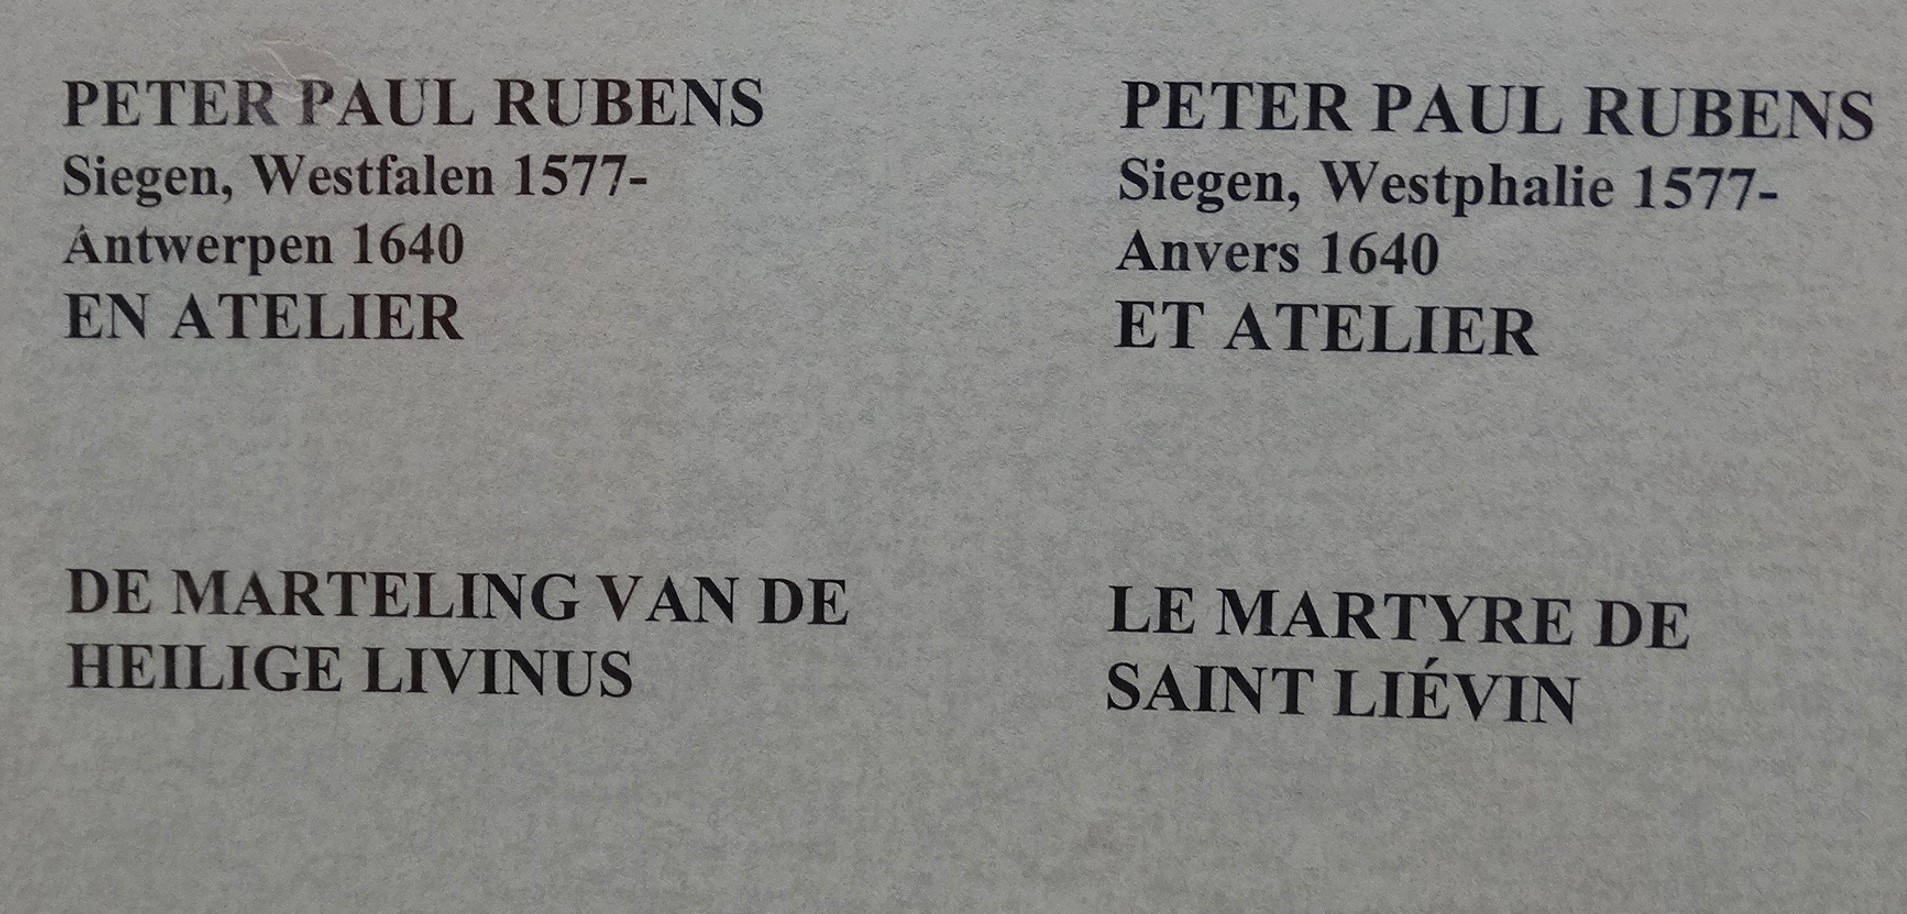 PETER PAUL RUBENS
Siegen, Westfalen 1577-
Antwerpen 1640
EN ATELIER
DE MARTELING VAN DE
HEILIGE LIVINUS
PETER PAUL RUBENS
Siegen, Westphalie 1577-
Anvers 1640
ET ATELIER
LE MARTYRE DE
SAINT LIÉVIN